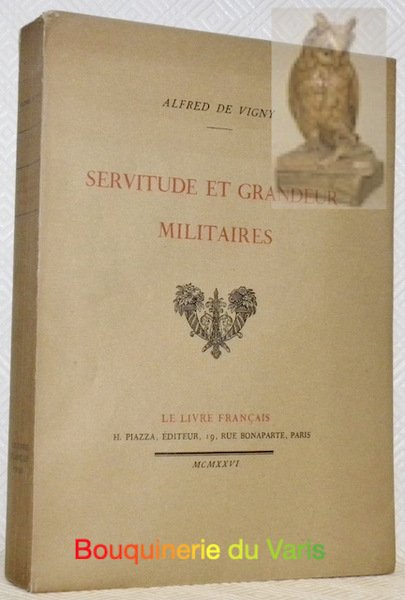 ALFRED DE VIGNY
SERVITUDE ET GRANDEUR
MILITAIRES
LE LIVRE FRANÇAIS
H. PIAZZA, ÉDITEUR, 19, RUE BONAPARTE, PARIS
MCMXXVI
Bouquinerie du Varis